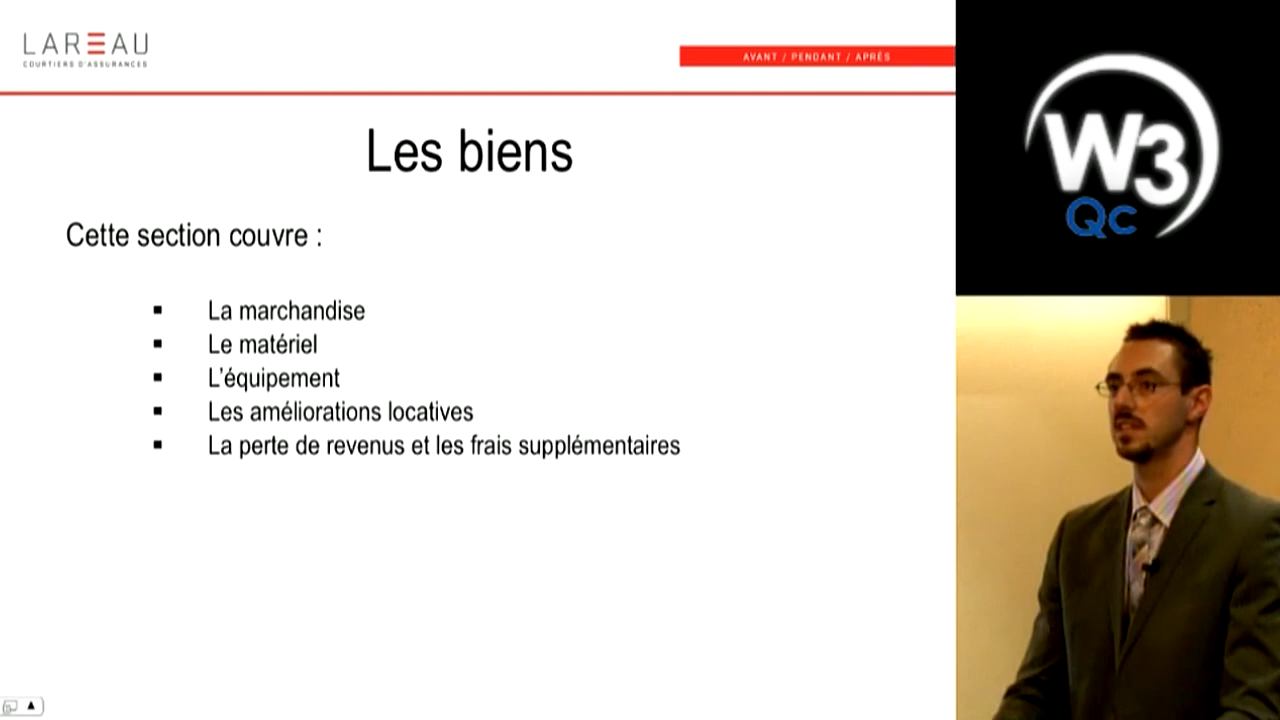 LAREAU
COURTIERS D'ASSURANCES
AVANT / PENDANT / APRÈS
Les biens
Cette section couvre :
▪ La marchandise
▪ Le matériel
▪ L'équipement
▪ Les améliorations locatives
▪ La perte de revenus et les frais supplémentaires
W3
Qc